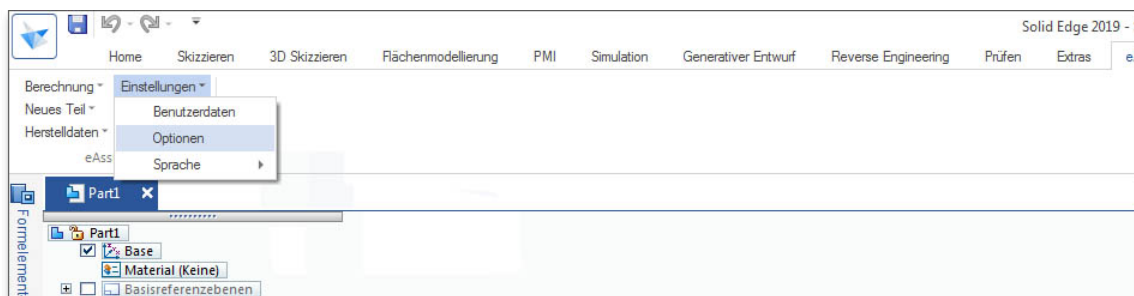 Solid Edge 2019 -
Home Skizzieren 3D Skizzieren Flächenmodellierung PMI Simulation Generativer Entwurf Reverse Engineering Prüfen Extras e
Berechnung Einstellungen
Neues Teil Benutzerdaten
Herstelldaten Optionen
eAss Sprache
Part1
Formelement
Part1
Base
Material (Keine)
Basisreferenzebenen